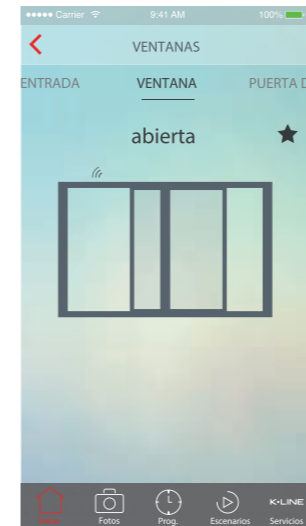 Carrier 9:41 AM 100%
VENTANAS
ENTRADA VENTANA PUERTA D
abierta
K•LINE
Fotos Prog. Escenarios Servicios